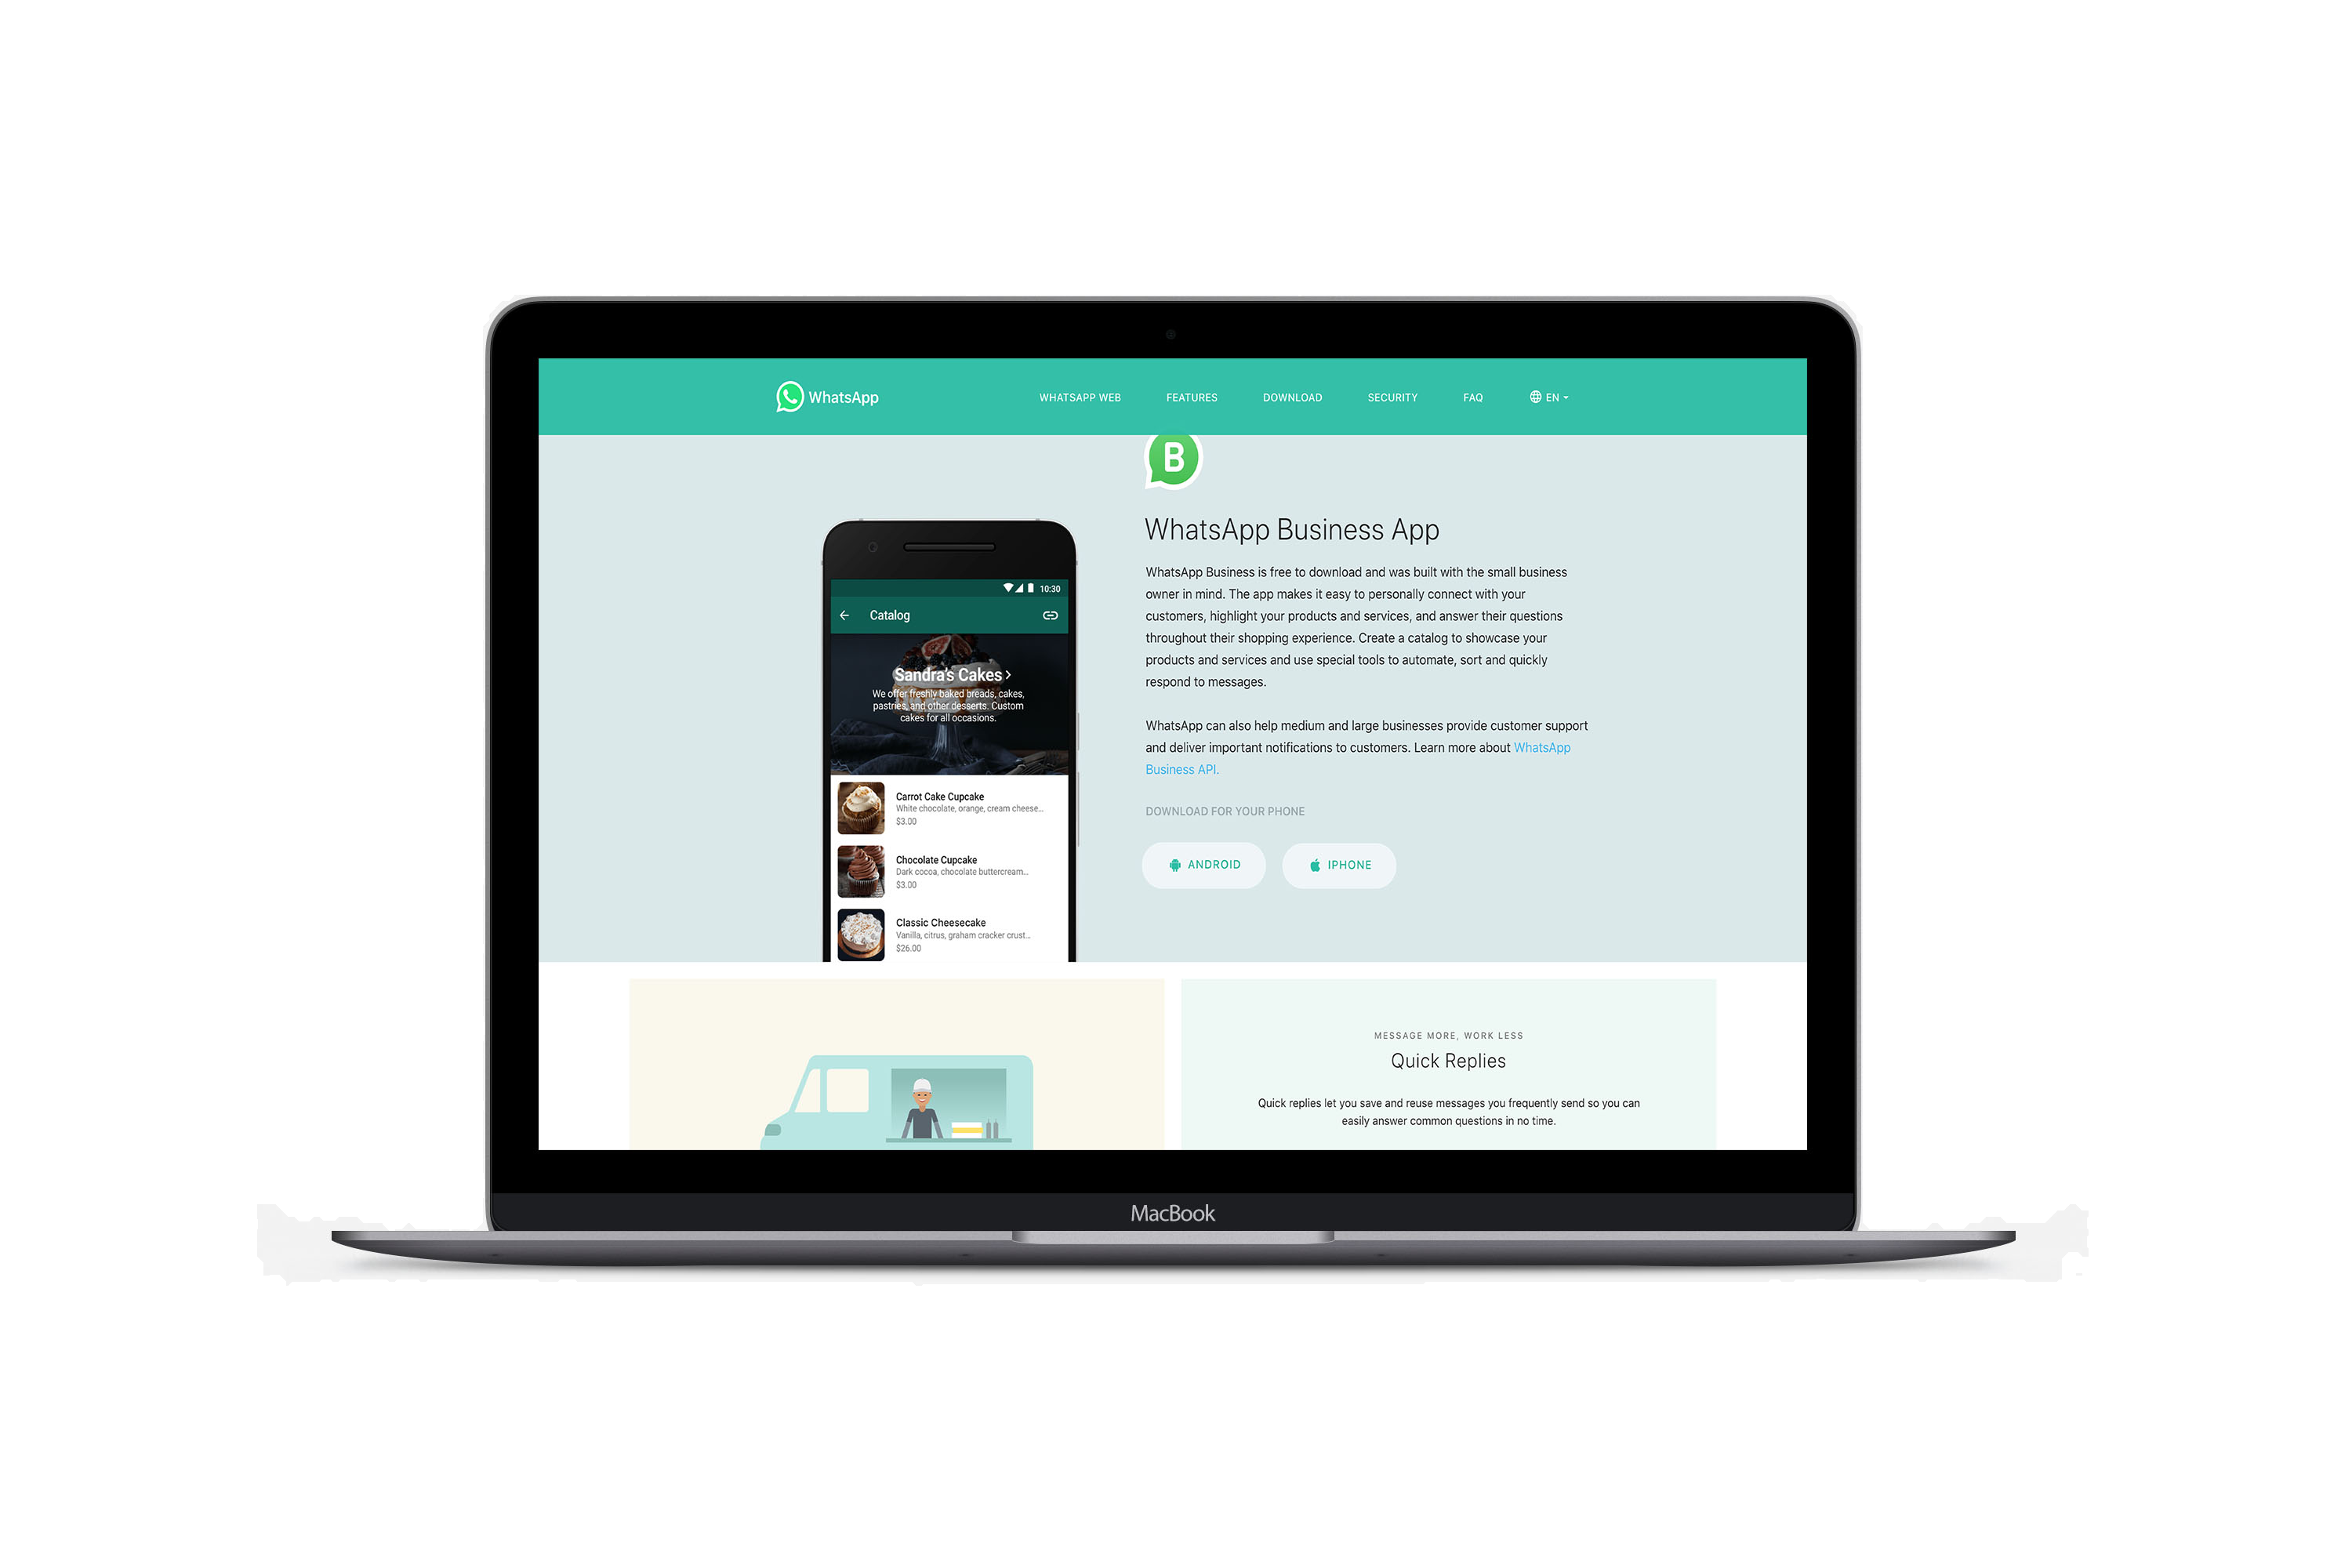 WhatsApp
WHATSAPP WEB
FEATURES
DOWNLOAD
SECURITY
FAQ
EN
B
WhatsApp Business App
WhatsApp Business is free to download and was built with the small business
owner in mind. The app makes it easy to personally connect with your
customers, highlight your products and services, and answer their questions
throughout their shopping experience. Create a catalog to showcase your
products and services and use special tools to automate, sort and quickly
respond to messages.
WhatsApp can also help medium and large businesses provide customer support
and deliver important notifications to customers. Learn more about WhatsApp
Business API.
DOWNLOAD FOR YOUR PHONE
ANDROID
IPHONE
10:30
Catalog
Sandra's Cakes
We offer freshly baked breads, cakes,
pastries, and other desserts. Custom
cakes for all occasions.
Carrot Cake Cupcake
White chocolate, orange, cream cheese...
$3.00
Chocolate Cupcake
Dark cocoa, chocolate buttercream...
$3.00
Classic Cheesecake
Vanilla, citrus, graham cracker crust...
$26.00
MESSAGE MORE, WORK LESS
Quick Replies
Quick replies let you save and reuse messages you frequently send so you can
easily answer common questions in no time.
MacBook